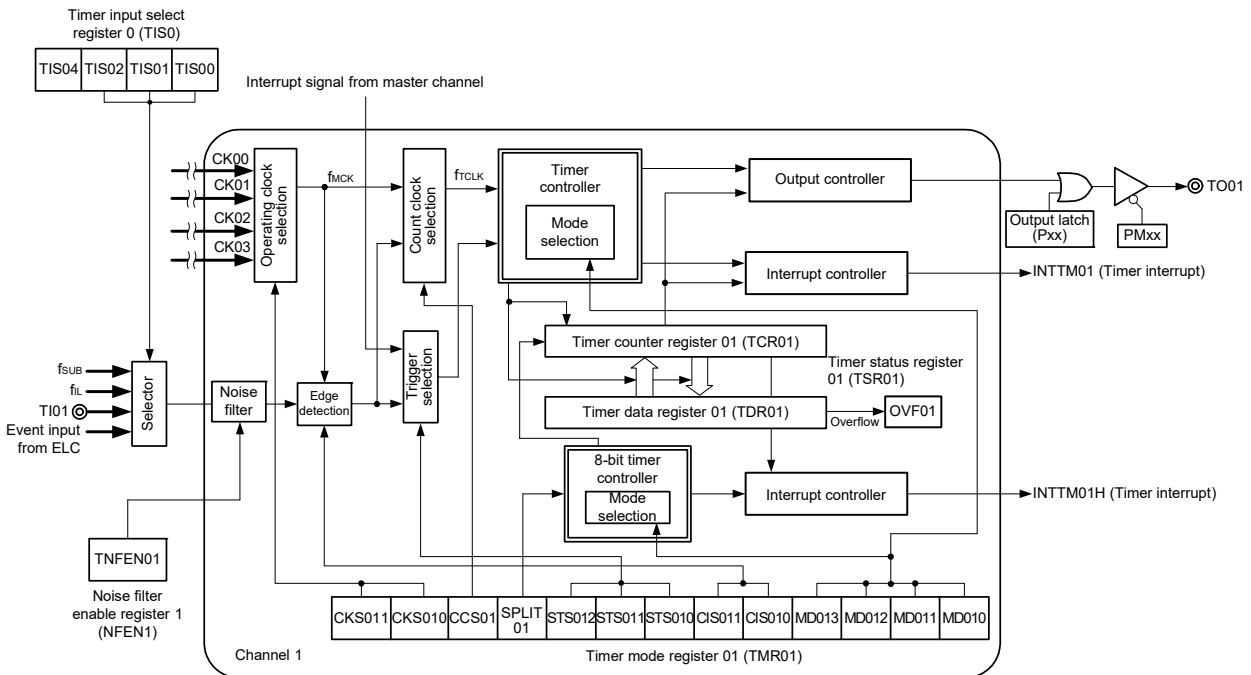 Timer input select
register 0 (TIS0)
TIS04 TIS02 TIS01 TIS00
Interrupt signal from master channel
CK00
CK01
CK02
CK03
Operating clock
selection
fMCK
Count clock
selection
fTCLK
Timer
controller
Mode
selection
Output controller
Output latch
(Pxx)
PMxx
TO01
Interrupt controller
INTTM01 (Timer interrupt)
Timer counter register 01 (TCR01)
Timer status register
01 (TSR01)
Timer data register 01 (TDR01)
Overflow
OVF01
fSUB
fIL
TI01
Event input
from ELC
Selector
Noise
filter
Edge
detection
Trigger
selection
8-bit timer
controller
Mode
selection
Interrupt controller
INTTM01H (Timer interrupt)
TNFEN01
Noise filter
enable register 1
(NFEN1)
CKS011 CKS010 CCS01 SPLIT
01 STS012 STS011 STS010 CIS011 CIS010 MD013 MD012 MD011 MD010
Channel 1
Timer mode register 01 (TMR01)